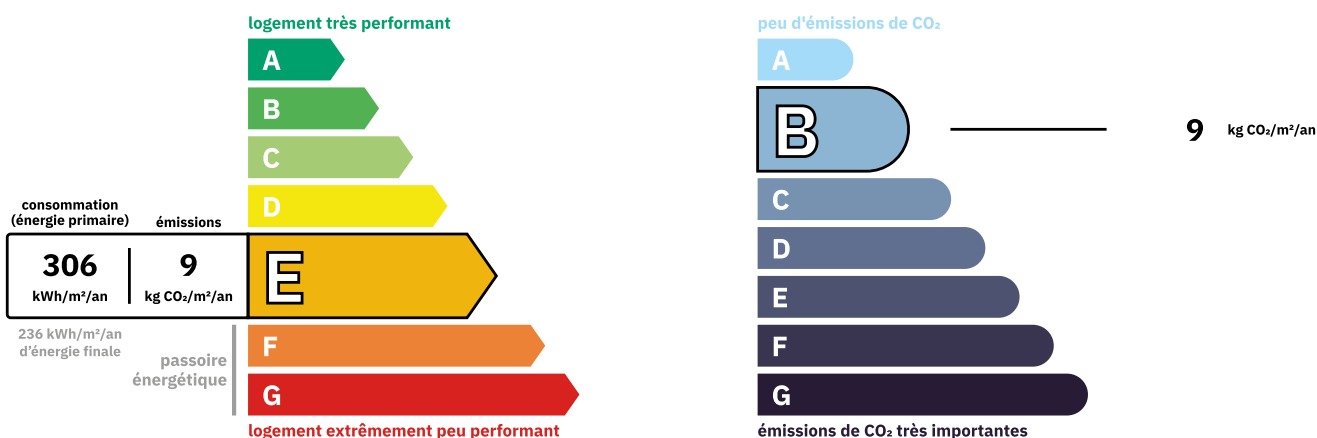 logement très performant
A
B
C
D
consommation
(énergie primaire)
émissions
306
kWh/m²/an
9
kg CO₂/m²/an
E
236 kWh/m²/an
d'énergie finale
passoire
énergétique
F
G
logement extrêmement peu performant
peu d'émissions de CO₂
A
B
9 kg CO₂/m²/an
C
D
E
F
G
émissions de CO₂ très importantes